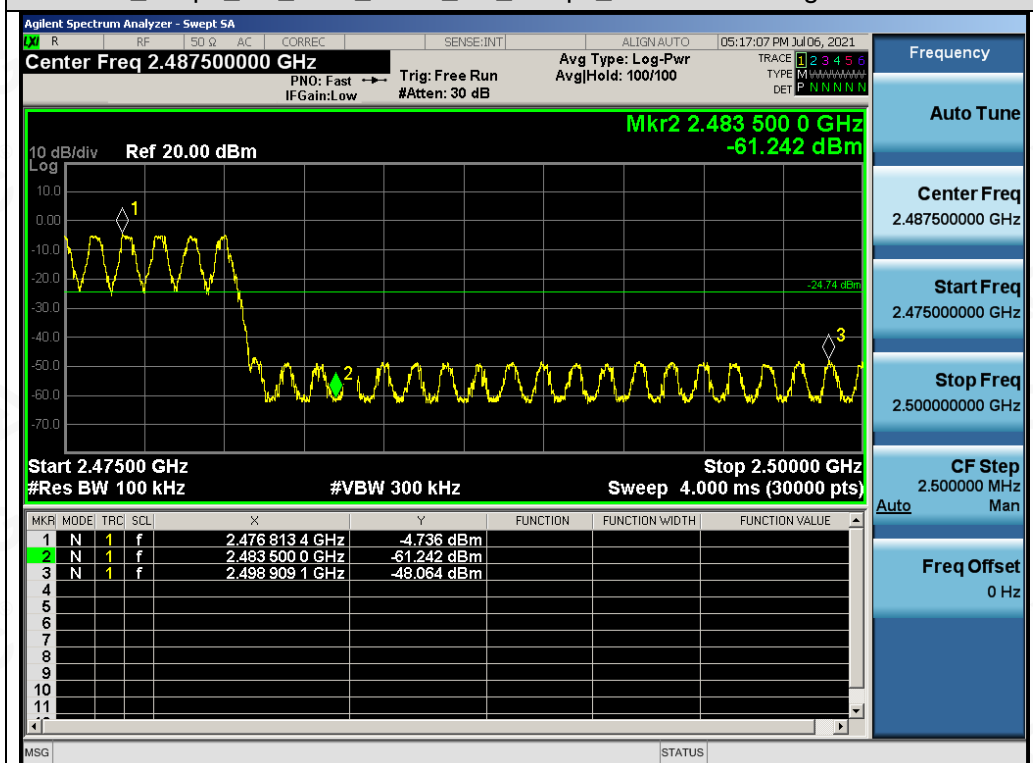 Agilent Spectrum Analyzer - Swept SA
LXI R RF 50 Ω AC CORREC SENSE:INT ALIGN AUTO 05:17:07 PM Jul 06, 2021
Center Freq 2.487500000 GHz
PNO: Fast
IFGain:Low
Trig: Free Run
#Atten: 30 dB
Avg Type: Log-Pwr
Avg|Hold: 100/100
TRACE 1 2 3 4 5 6
TYPE M
DET P N N N N N
Mkr2 2.483 500 0 GHz
-61.242 dBm
10 dB/div Ref 20.00 dBm
Log
10.0
0.00
-10.0
-20.0
-30.0
-40.0
-50.0
-60.0
-70.0
1
2
3
-24.74 dBm
Start 2.47500 GHz Stop 2.50000 GHz
#Res BW 100 kHz #VBW 300 kHz Sweep 4.000 ms (30000 pts)
MKR MODE TRC SCL X Y FUNCTION FUNCTION WIDTH FUNCTION VALUE
1 N 1 f 2.476 813 4 GHz -4.736 dBm
2 N 1 f 2.483 500 0 GHz -61.242 dBm
3 N 1 f 2.498 909 1 GHz -48.064 dBm
4
5
6
7
8
9
10
11
MSG STATUS
Frequency
Auto Tune
Center Freq
2.487500000 GHz
Start Freq
2.475000000 GHz
Stop Freq
2.500000000 GHz
CF Step
2.500000 MHz
Auto Man
Freq Offset
0 Hz